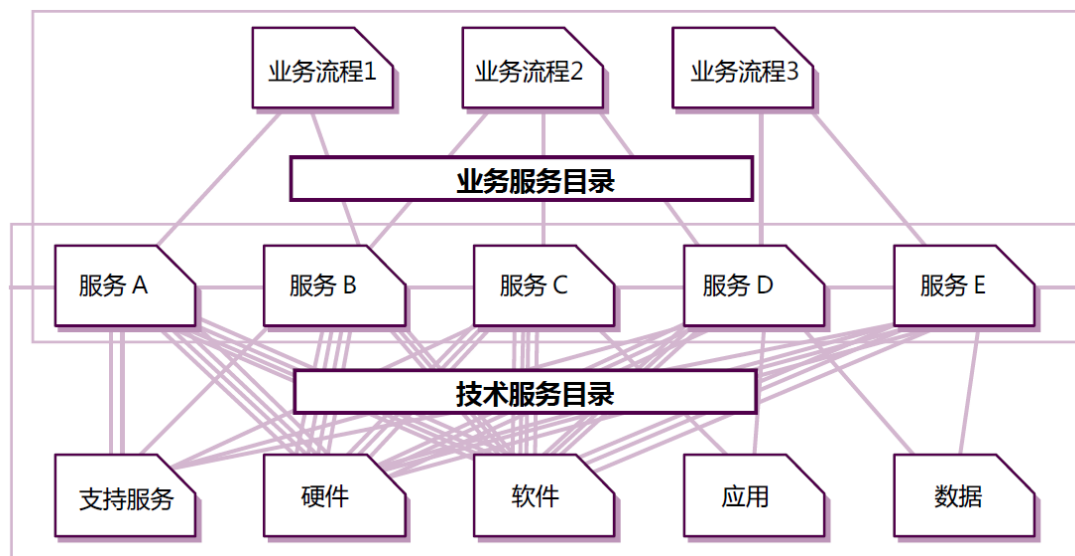 业务流程1
业务流程2
业务流程3
业务服务目录
服务 A
服务 B
服务 C
服务 D
服务 E
技术服务目录
支持服务
硬件
软件
应用
数据